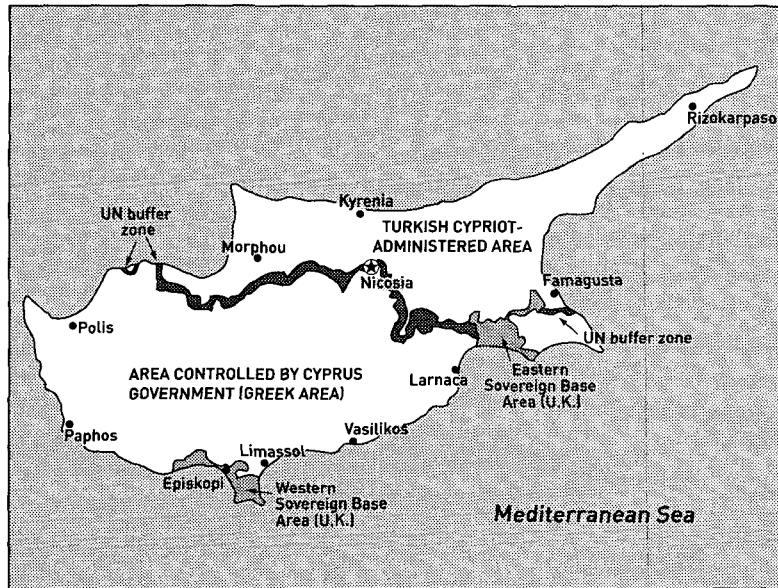 Rizokarpaso
Kyrenia
UN buffer
zone
TURKISH CYPRIOT-
ADMINISTERED AREA
Morphou
Nicosia
Famagusta
Polis
UN buffer zone
AREA CONTROLLED BY CYPRUS
GOVERNMENT (GREEK AREA)
Larnaca
Eastern
Sovereign Base
Area (U.K.)
Paphos
Vasilikos
Limassol
Episkopi
Western
Sovereign Base
Area (U.K.)
Mediterranean Sea